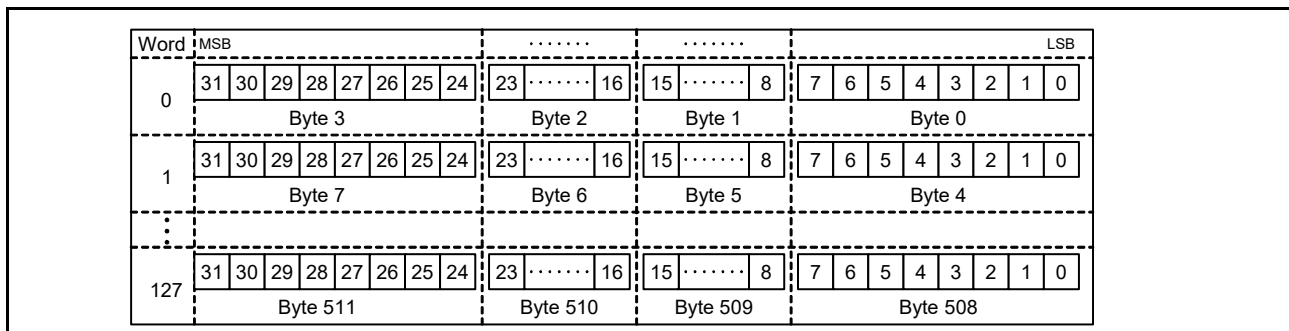 Word MSB ······· ······· LSB
0 31 30 29 28 27 26 25 24 23 ······· 16 15 ······· 8 7 6 5 4 3 2 1 0
Byte 3 Byte 2 Byte 1 Byte 0
1 31 30 29 28 27 26 25 24 23 ······· 16 15 ······· 8 7 6 5 4 3 2 1 0
Byte 7 Byte 6 Byte 5 Byte 4
⋮
127 31 30 29 28 27 26 25 24 23 ······· 16 15 ······· 8 7 6 5 4 3 2 1 0
Byte 511 Byte 510 Byte 509 Byte 508